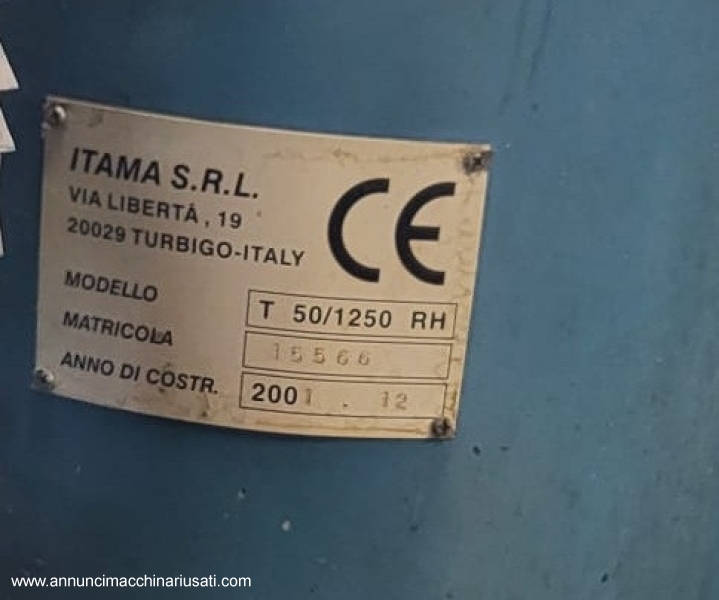 ITAMA S.R.L.
VIA LIBERTÁ, 19
20029 TURBIGO-ITALY
CE
MODELLO T 50/1250 RH
MATRICOLA 15566
ANNO DI COSTR. 2001 . 12
www.annuncimacchinariusati.com